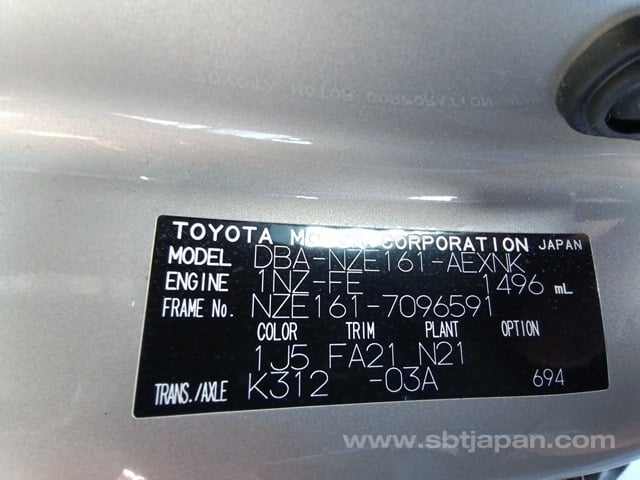 TOYOTA MOTOR CORPORATION JAPAN
MODEL DBA-NZE161-AEXNK
ENGINE 1NZ-FE 1496 mL
FRAME No. NZE161-7096591
COLOR TRIM PLANT OPTION
1J5 FA21 N21
TRANS./AXLE K312 -03A 694
www.sbtjapan.com